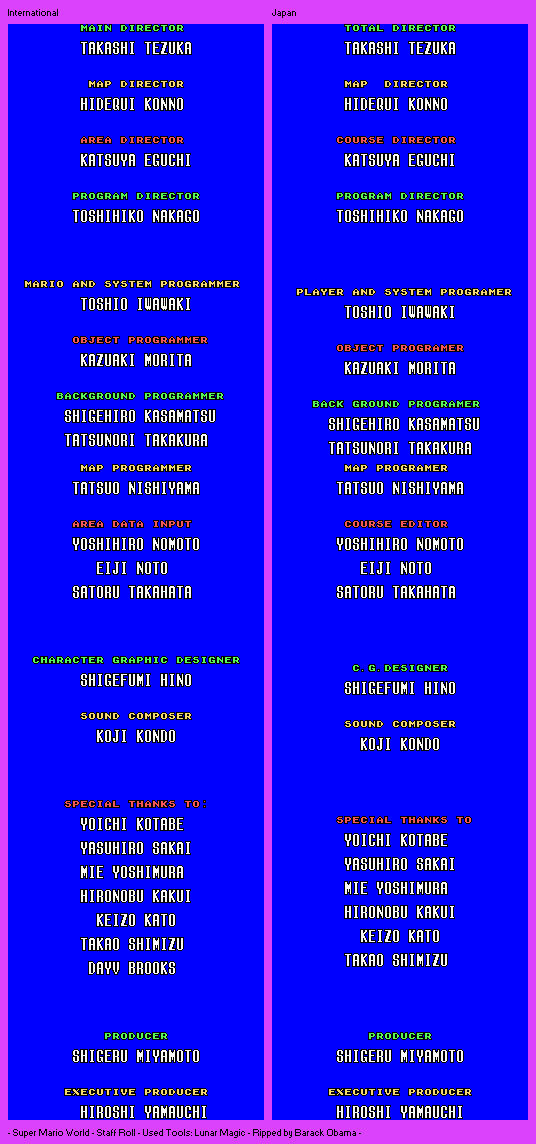 International
MAIN DIRECTOR
TAKASHI TEZUKA
MAP DIRECTOR
HIDEQUI KONNO
AREA DIRECTOR
KATSUYA EGUCHI
PROGRAM DIRECTOR
TOSHIHIKO NAKAGO
MARIO AND SYSTEM PROGRAMMER
TOSHIO IWAWAKI
OBJECT PROGRAMMER
KAZUAKI MORITA
BACKGROUND PROGRAMMER
SHIGEHIRO KASAMATSU
TATSUNORI TAKAKURA
MAP PROGRAMMER
TATSUO NISHIYAMA
AREA DATA INPUT
YOSHIHIRO NOMOTO
EIJI NOTO
SATORU TAKAHATA
CHARACTER GRAPHIC DESIGNER
SHIGEFUMI HINO
SOUND COMPOSER
KOJI KONDO
SPECIAL THANKS TO:
YOICHI KOTABE
YASUHIRO SAKAI
MIE YOSHIMURA
HIRONOBU KAKUI
KEIZO KATO
TAKAO SHIMIZU
DAYV BROOKS
PRODUCER
SHIGERU MIYAMOTO
EXECUTIVE PRODUCER
HIROSHI YAMAUCHI
Japan
TOTAL DIRECTOR
TAKASHI TEZUKA
MAP DIRECTOR
HIDEQUI KONNO
COURSE DIRECTOR
KATSUYA EGUCHI
PROGRAM DIRECTOR
TOSHIHIKO NAKAGO
PLAYER AND SYSTEM PROGRAMER
TOSHIO IWAWAKI
OBJECT PROGRAMER
KAZUAKI MORITA
BACK GROUND PROGRAMER
SHIGEHIRO KASAMATSU
TATSUNORI TAKAKURA
MAP PROGRAMER
TATSUO NISHIYAMA
COURSE EDITOR
YOSHIHIRO NOMOTO
EIJI NOTO
SATORU TAKAHATA
C.G.DESIGNER
SHIGEFUMI HINO
SOUND COMPOSER
KOJI KONDO
SPECIAL THANKS TO
YOICHI KOTABE
YASUHIRO SAKAI
MIE YOSHIMURA
HIRONOBU KAKUI
KEIZO KATO
TAKAO SHIMIZU
PRODUCER
SHIGERU MIYAMOTO
EXECUTIVE PRODUCER
HIROSHI YAMAUCHI
- Super Mario World - Staff Roll - Used Tools: Lunar Magic - Ripped by Barack Obama -